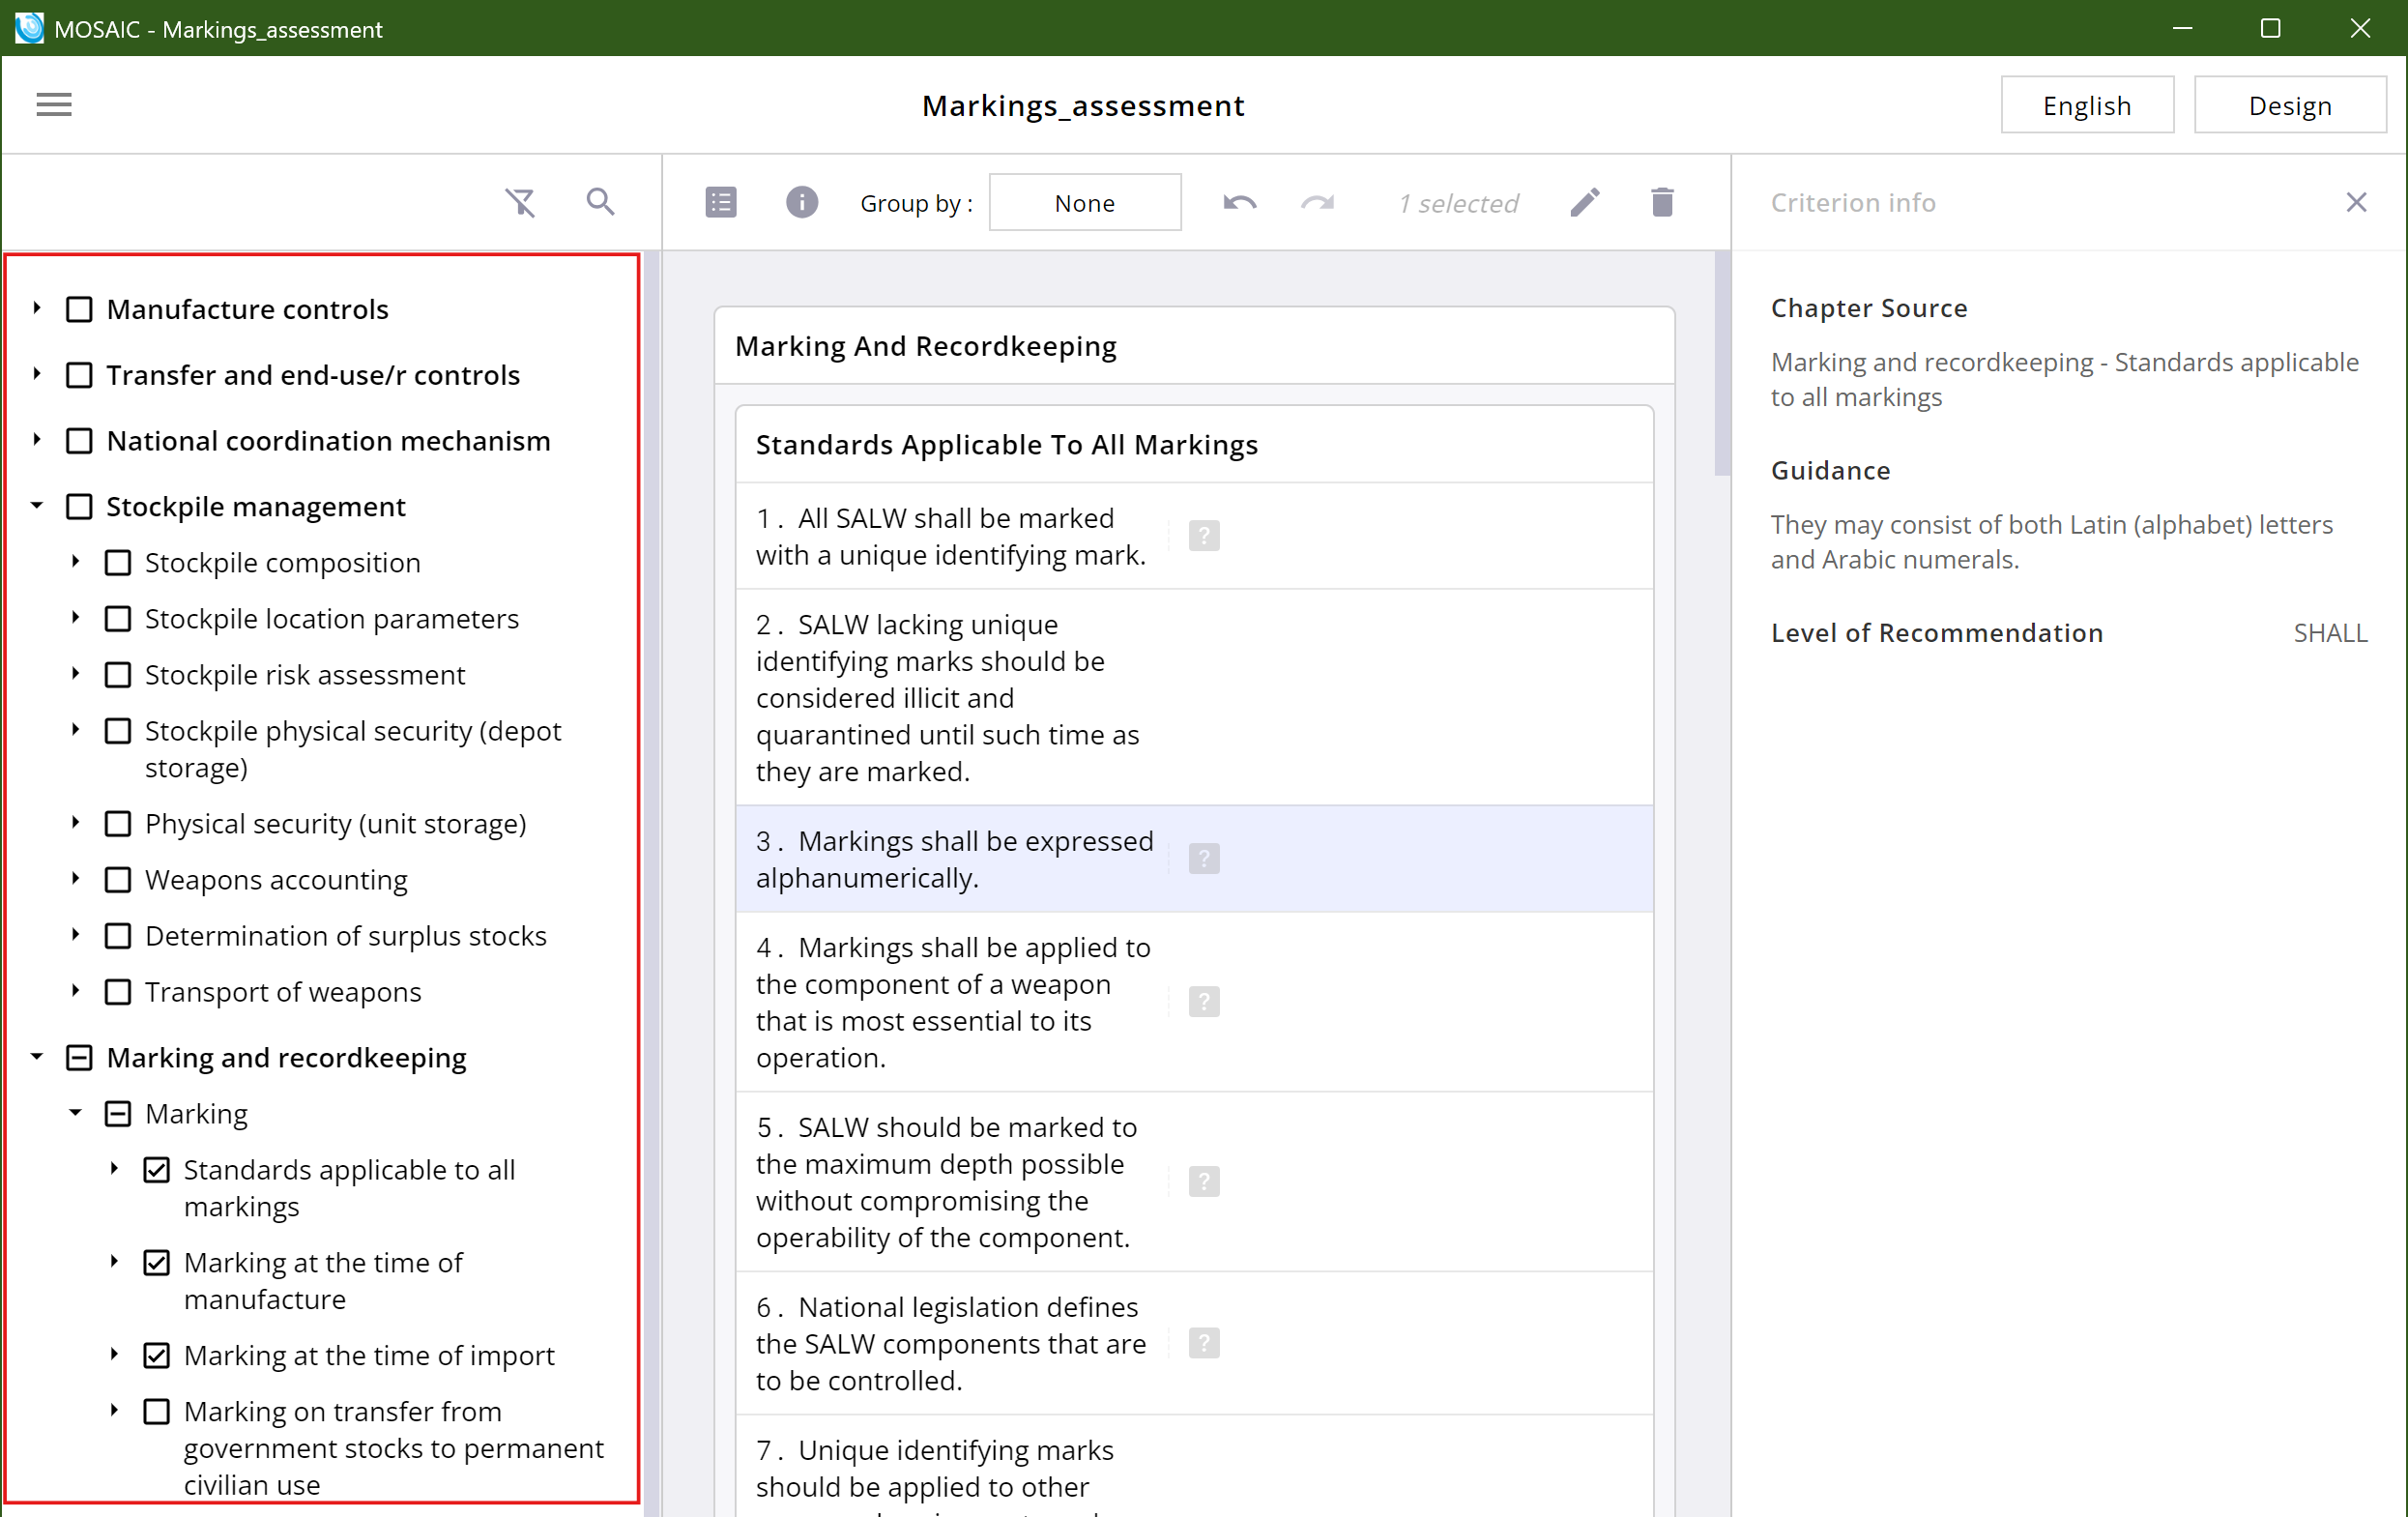 MOSAIC - Markings_assessment
Markings_assessment
English
Design
Group by :
None
1 selected
Criterion info
Manufacture controls
Transfer and end-use/r controls
National coordination mechanism
Stockpile management
Stockpile composition
Stockpile location parameters
Stockpile risk assessment
Stockpile physical security (depot
storage)
Physical security (unit storage)
Weapons accounting
Determination of surplus stocks
Transport of weapons
Marking and recordkeeping
Marking
Standards applicable to all
markings
Marking at the time of
manufacture
Marking at the time of import
Marking on transfer from
government stocks to permanent
civilian use
Marking And Recordkeeping
Standards Applicable To All Markings
1. All SALW shall be marked
with a unique identifying mark.
?
2. SALW lacking unique
identifying marks should be
considered illicit and
quarantined until such time as
they are marked.
3. Markings shall be expressed
alphanumerically.
?
4. Markings shall be applied to
the component of a weapon
that is most essential to its
operation.
?
5. SALW should be marked to
the maximum depth possible
without compromising the
operability of the component.
?
6. National legislation defines
the SALW components that are
to be controlled.
?
7. Unique identifying marks
should be applied to other
Chapter Source
Marking and recordkeeping - Standards applicable
to all markings
Guidance
They may consist of both Latin (alphabet) letters
and Arabic numerals.
Level of Recommendation
SHALL